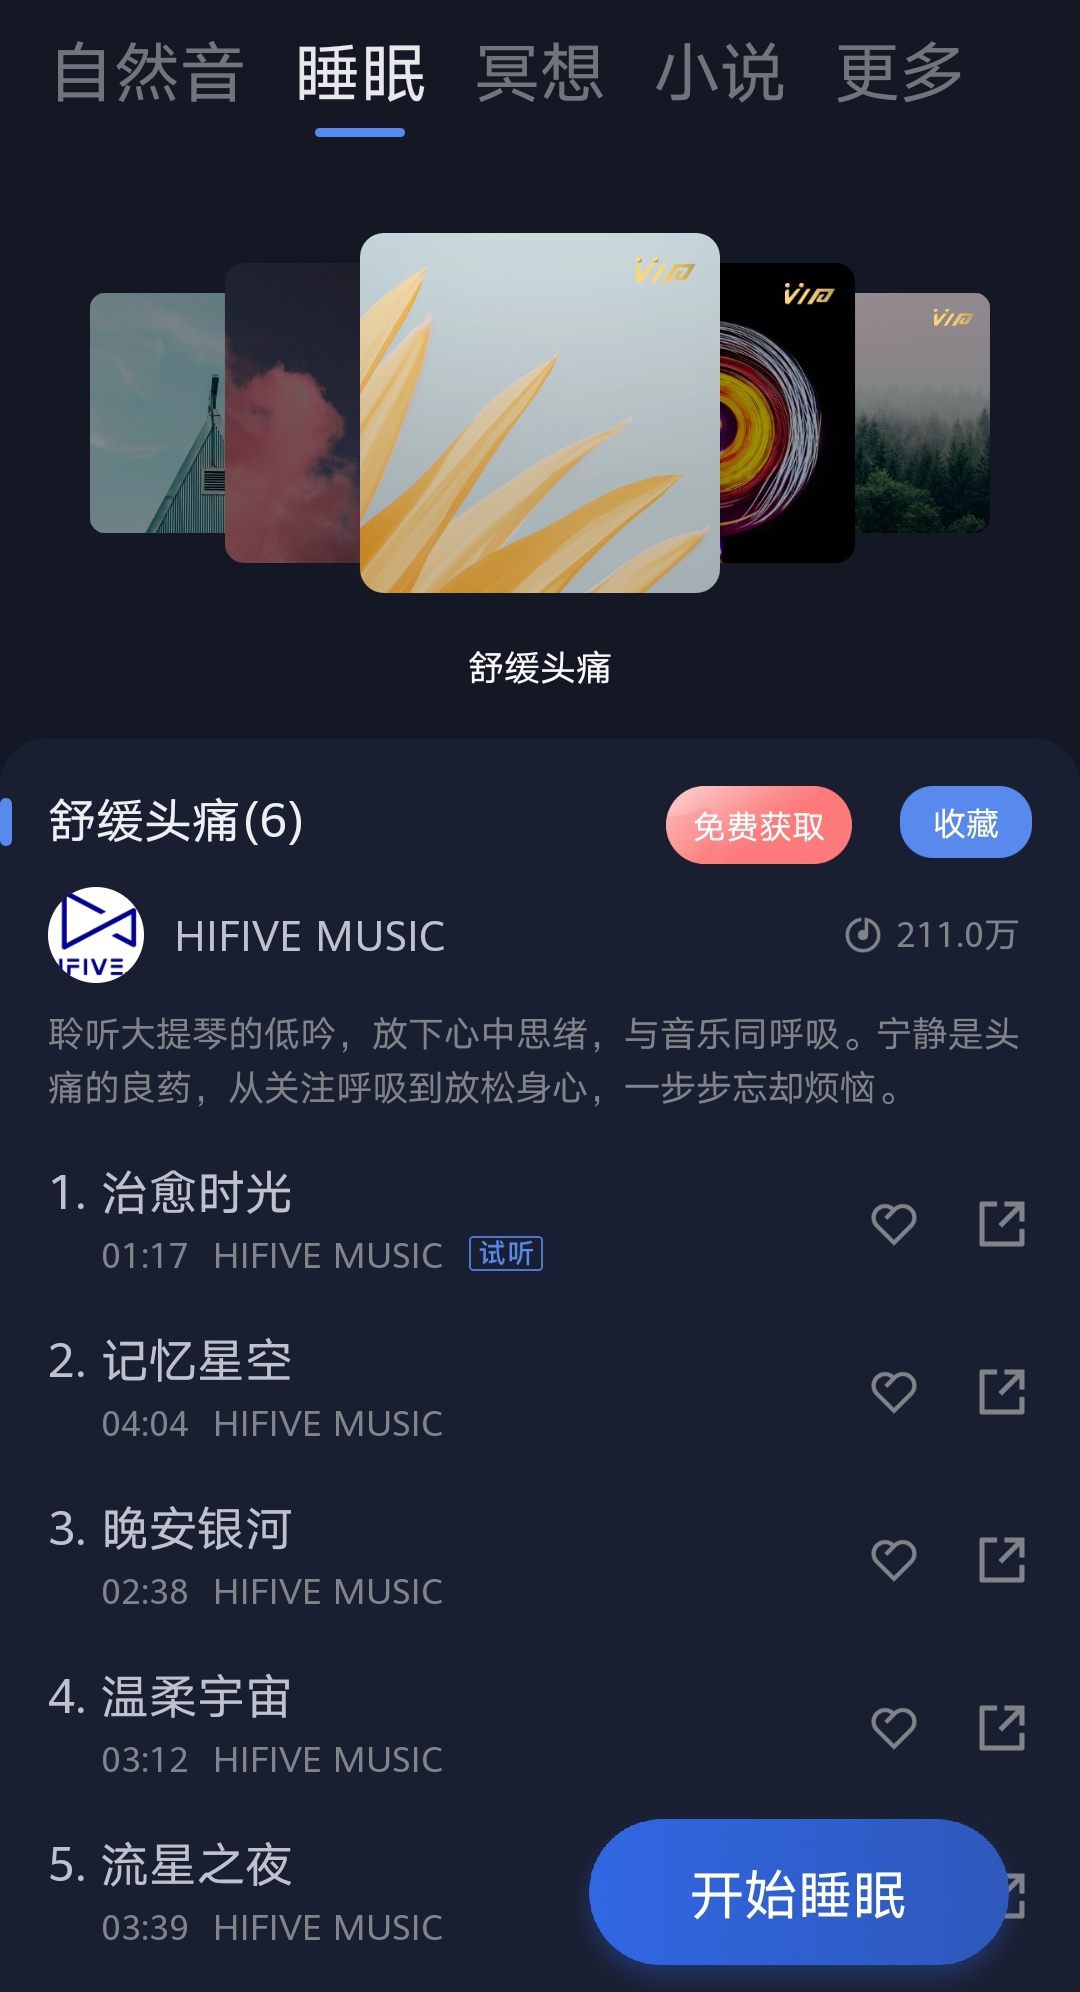 自然音 睡眠 冥想 小说 更多
VIP VIP VIP
舒缓头痛
舒缓头痛(6) 免费获取 收藏
IFIVE HIFIVE MUSIC 211.0万
聆听大提琴的低吟，放下心中思绪，与音乐同呼吸。宁静是头
痛的良药，从关注呼吸到放松身心，一步步忘却烦恼。
1. 治愈时光
01:17 HIFIVE MUSIC 试听
2. 记忆星空
04:04 HIFIVE MUSIC
3. 晚安银河
02:38 HIFIVE MUSIC
4. 温柔宇宙
03:12 HIFIVE MUSIC
5. 流星之夜
03:39 HIFIVE MUSIC
开始睡眠